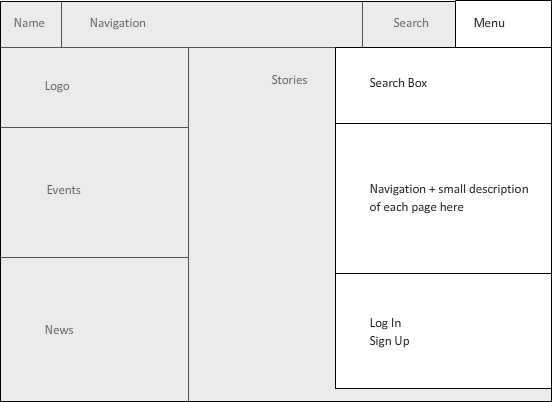 Name
Navigation
Search
Menu
Logo
Stories
Search Box
Events
Navigation + small description
of each page here
News
Log In
Sign Up